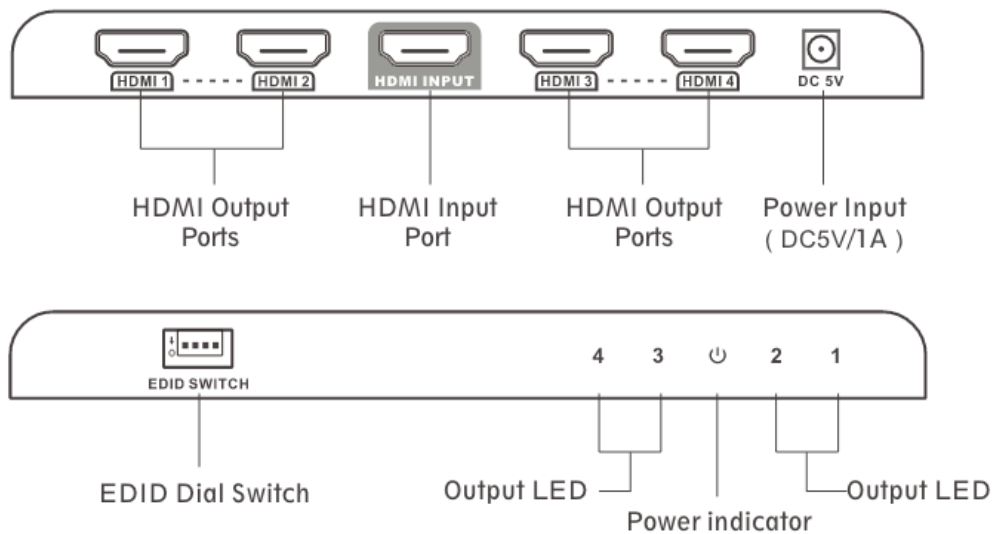 HDMI 1 HDMI 2 HDMI INPUT HDMI 3 HDMI 4 DC 5V
HDMI Output
Ports
HDMI Input
Port
HDMI Output
Ports
Power Input
( DC5V/1A )
EDID SWITCH
4 3 2 1
EDID Dial Switch
Output LED
Power indicator
Output LED